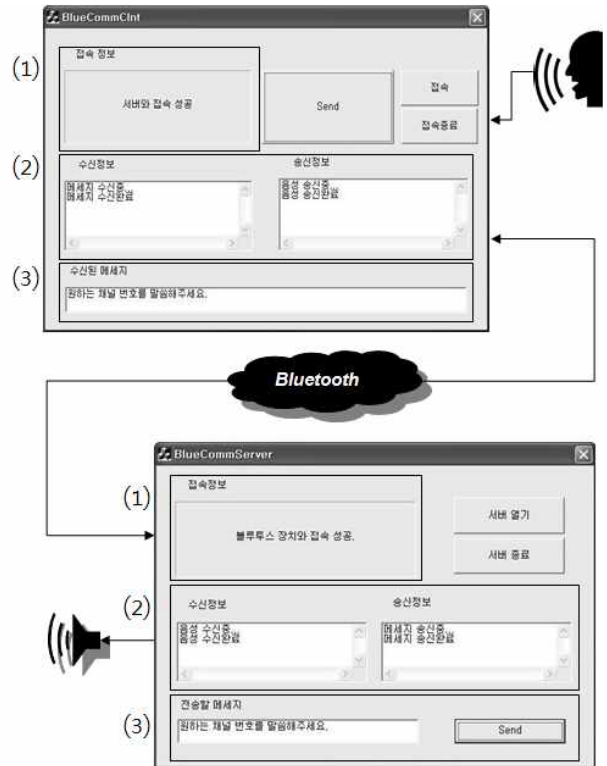 BlueCommClnt
(1)
접속 정보
서버와 접속 성공
Send
접속
접속종료
(2)
수신정보
송신정보
메세지 수신중...
메세지 수신완료
음성 송신중...
음성 송신완료
(3)
수신된 메세지
원하는 채널 번호를 말씀해주세요.
Bluetooth
BlueCommServer
(1)
접속정보
블루투스 장치와 접속 성공.
서버 열기
서버 종료
(2)
수신정보
송신정보
음성 수신중...
음성 수신완료
메세지 송신중...
메세지 송신완료
(3)
전송할 메세지
원하는 채널 번호를 말씀해주세요.
Send